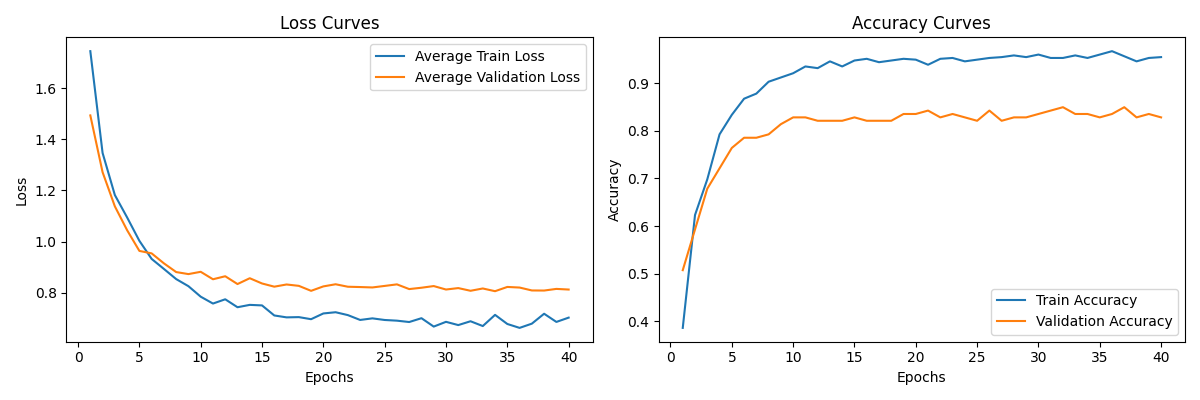 Loss Curves
Average Train Loss
Average Validation Loss
1.6
1.4
1.2
1.0
0.8
Loss
0 5 10 15 20 25 30 35 40
Epochs
Accuracy Curves
0.9
0.8
0.7
0.6
0.5
0.4
Accuracy
Train Accuracy
Validation Accuracy
0 5 10 15 20 25 30 35 40
Epochs